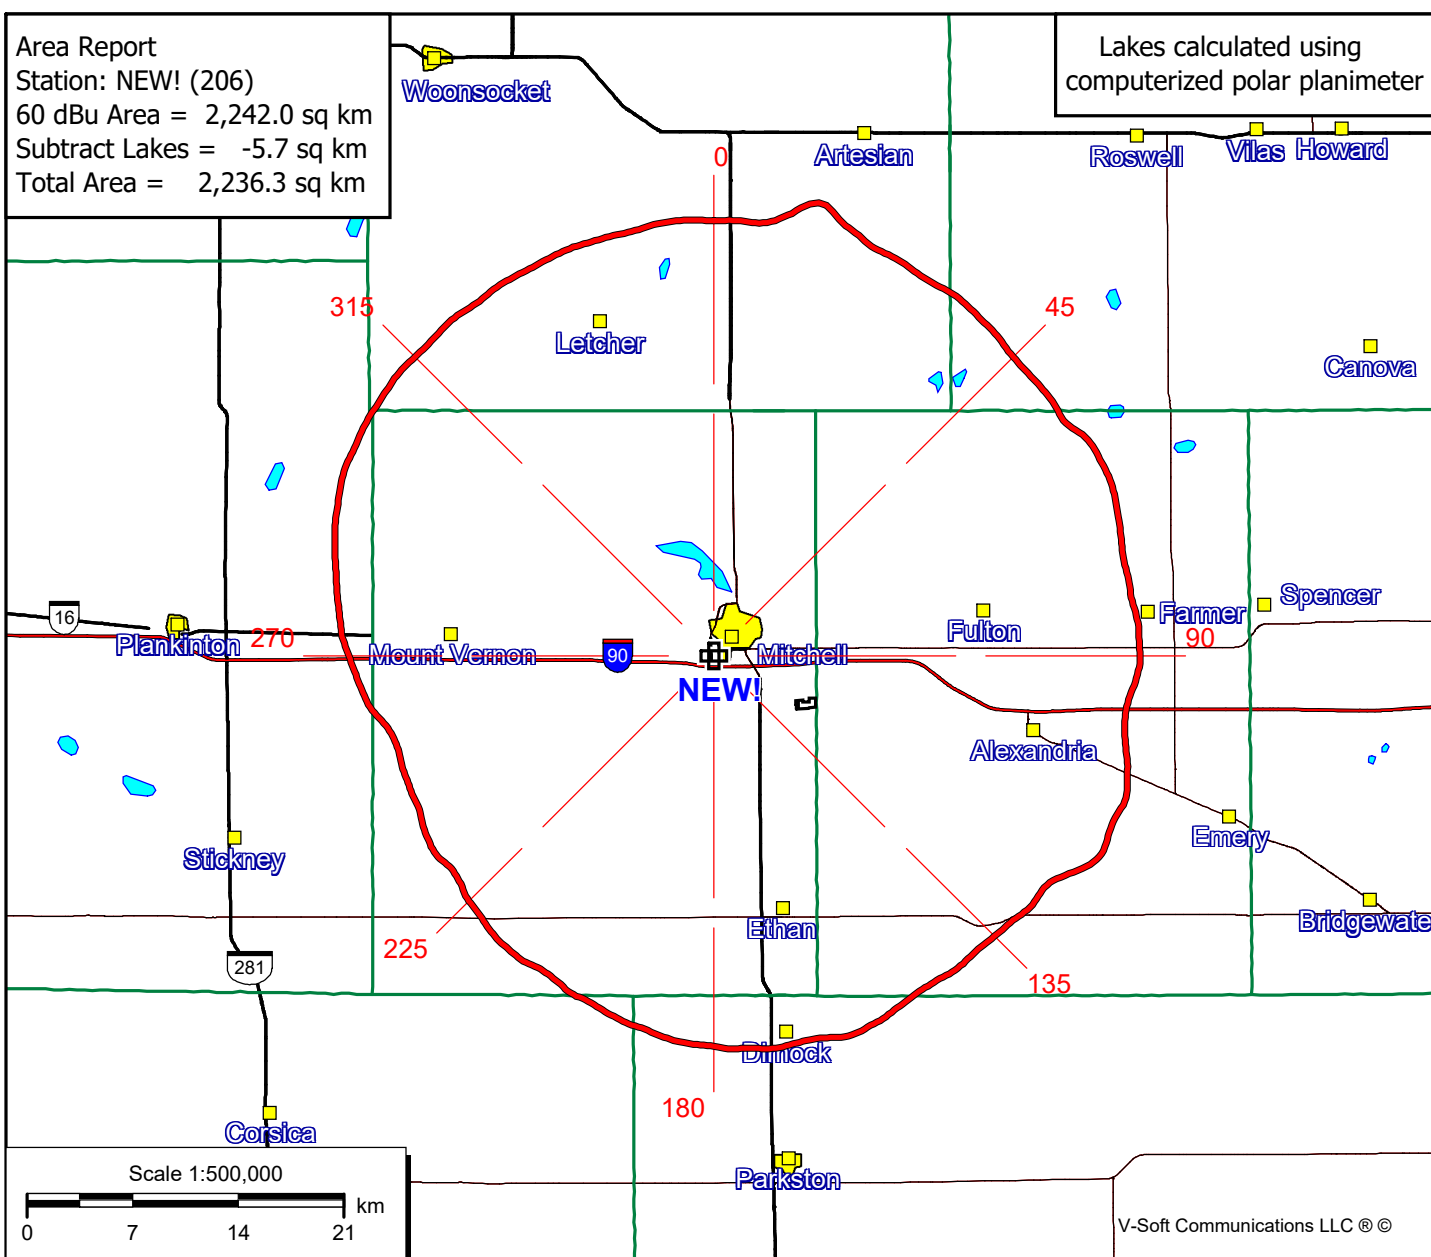 Area Report
Station: NEW! (206)
60 dBu Area = 2,242.0 sq km
Subtract Lakes = -5.7 sq km
Total Area = 2,236.3 sq km
Lakes calculated using
computerized polar planimeter
Woonsocket
Artesian
Roswell
Vilas
Howard
0
315
45
Letcher
Canova
16
Plankinton
270
Mount Vernon
90
Mitchell
NEW!
Fulton
Farmer
Spencer
90
Alexandria
Stickney
Emery
Ethan
Bridgewate
225
281
135
Dimock
180
Corsica
Parkston
Scale 1:500,000
km
0 7 14 21
V-Soft Communications LLC ® ©